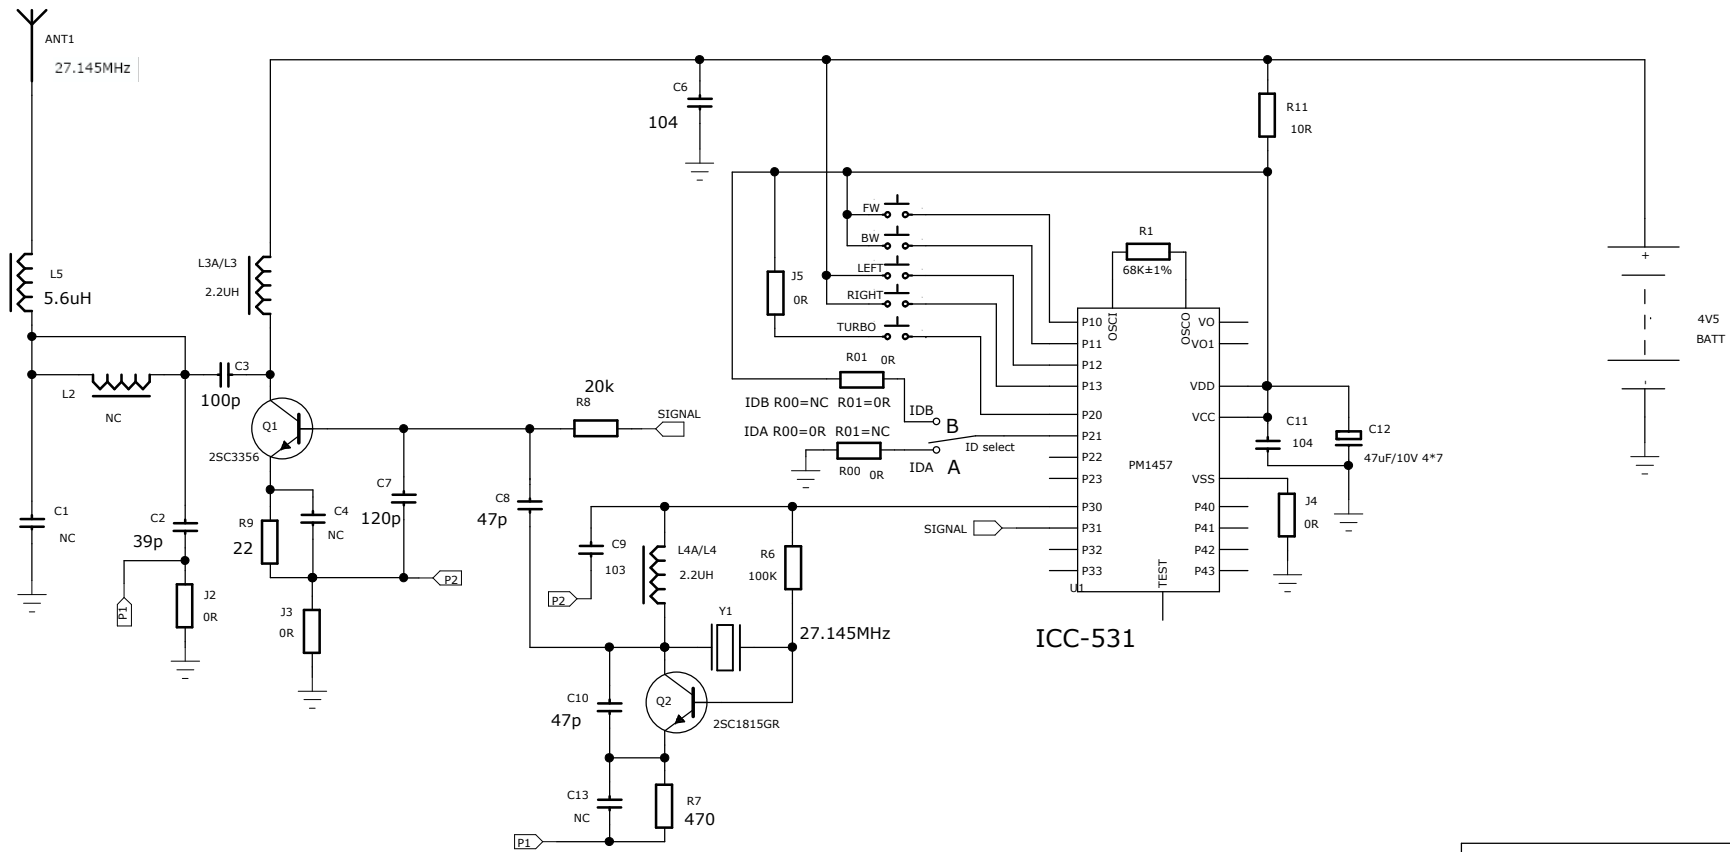 ANT1
27.145MHz
L5
5.6uH
L3A/L3
2.2UH
C6
104
R11
10R
FW
BW
LEFT
RIGHT
TURBO
J5
0R
R1
68K±1%
OSCI
OSCO
P10
P11
P12
P13
P20
P21
P22
P23
P30
P31
P32
P33
VO
VO1
VDD
VCC
VSS
P40
P41
P42
P43
TEST
PM1457
U1
ICC-531
+
4V5
BATT
R01 0R
IDB R00=NC R01=0R
IDB
B
IDA R00=0R R01=NC
ID select
R00 0R
IDA
A
C11
104
C12
47uF/10V 4*7
J4
0R
L2
NC
C3
100p
Q1
2SC3356
20k
R8
SIGNAL
C7
120p
C8
47p
C1
NC
C2
39p
R9
22
C4
NC
P2
P1
J2
0R
J3
0R
SIGNAL
C9
103
P2
L4A/L4
2.2UH
R6
100K
Y1
27.145MHz
C10
47p
Q2
2SC1815GR
C13
NC
R7
470
P1